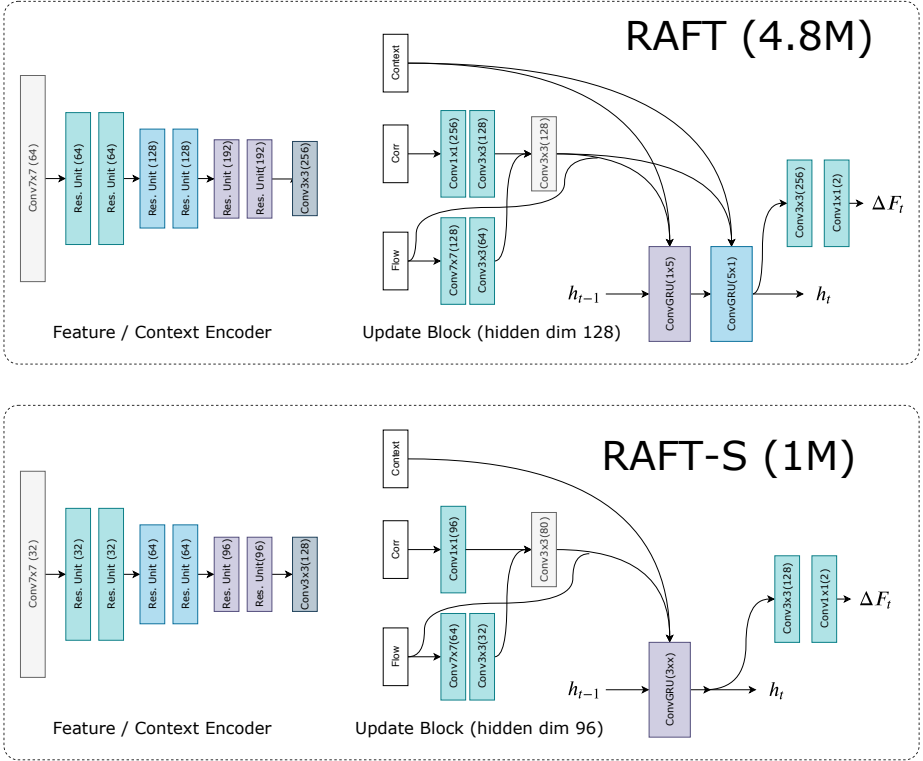 RAFT (4.8M)
Conv7x7 (64)
Res. Unit (64)
Res. Unit (64)
Res. Unit (128)
Res. Unit (128)
Res. Unit (192)
Res. Unit(192)
Conv3x3(256)
Feature / Context Encoder
Context
Corr
Conv1x1(256)
Conv3x3(128)
Conv3x3(128)
Flow
Conv7x7(128)
Conv3x3(64)
h_{t−1}
ConvGRU(1x5)
ConvGRU(5x1)
h_t
Conv3x3(256)
Conv1x1(2)
ΔF_t
Update Block (hidden dim 128)
RAFT-S (1M)
Conv7x7 (32)
Res. Unit (32)
Res. Unit (32)
Res. Unit (64)
Res. Unit (64)
Res. Unit (96)
Res. Unit(96)
Conv3x3(128)
Feature / Context Encoder
Context
Corr
Conv1x1(96)
Conv3x3(80)
Flow
Conv7x7(64)
Conv3x3(32)
h_{t−1}
ConvGRU(3xx)
h_t
Conv3x3(128)
Conv1x1(2)
ΔF_t
Update Block (hidden dim 96)